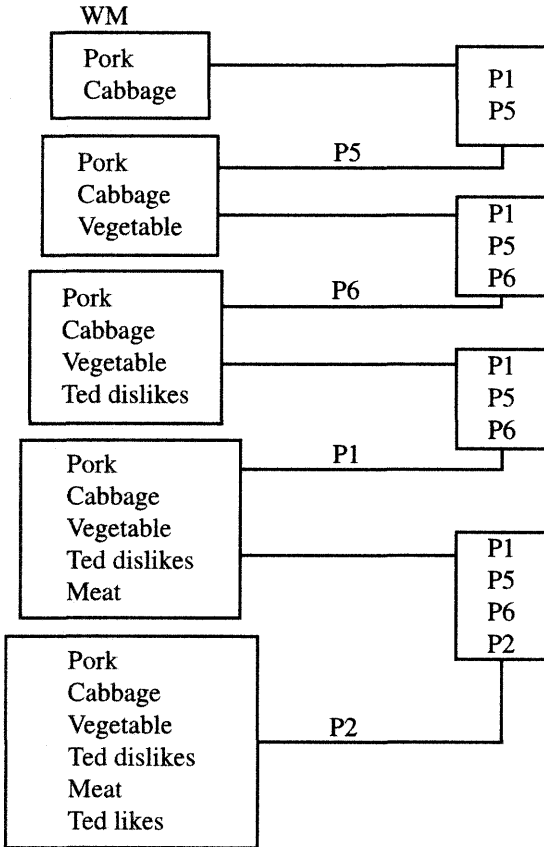 WM
Pork
Cabbage
P1
P5
P5
Pork
Cabbage
Vegetable
P1
P5
P6
P6
Pork
Cabbage
Vegetable
Ted dislikes
P1
P5
P6
P1
Pork
Cabbage
Vegetable
Ted dislikes
Meat
P1
P5
P6
P2
P2
Pork
Cabbage
Vegetable
Ted dislikes
Meat
Ted likes